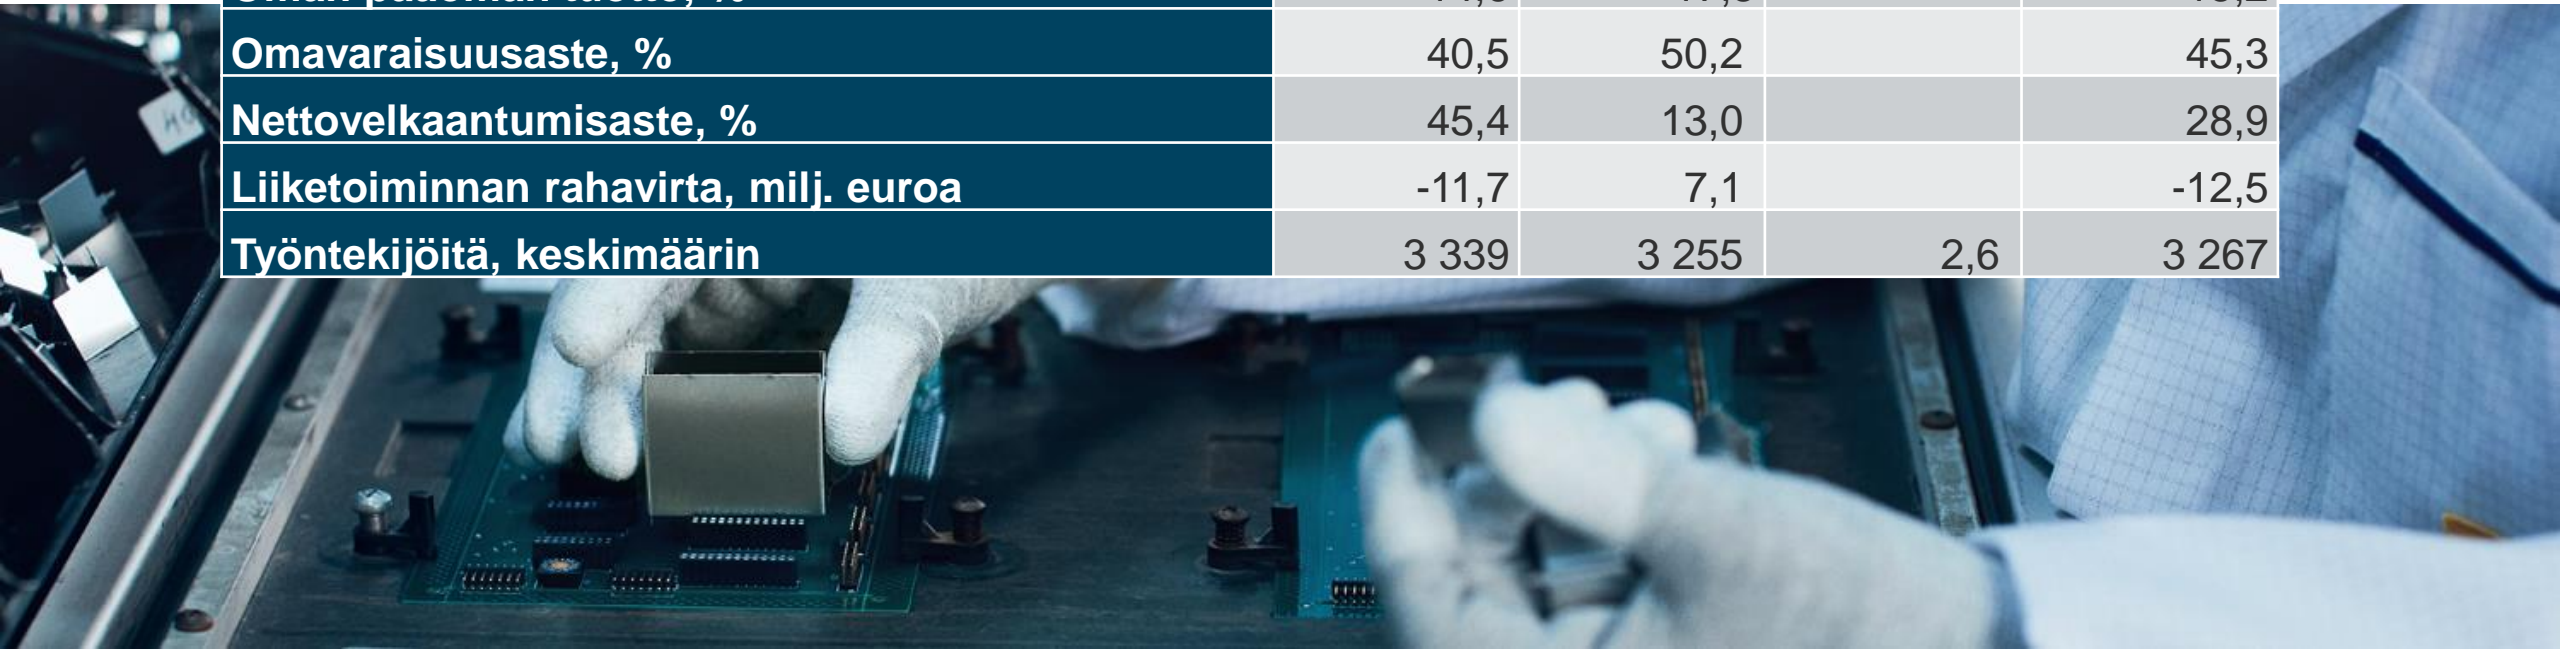 Omavaraisuusaste, % 40,5 50,2 45,3
Nettovelkaantumisaste, % 45,4 13,0 28,9
Liiketoiminnan rahavirta, milj. euroa -11,7 7,1 -12,5
Työntekijöitä, keskimäärin 3 339 3 255 2,6 3 267